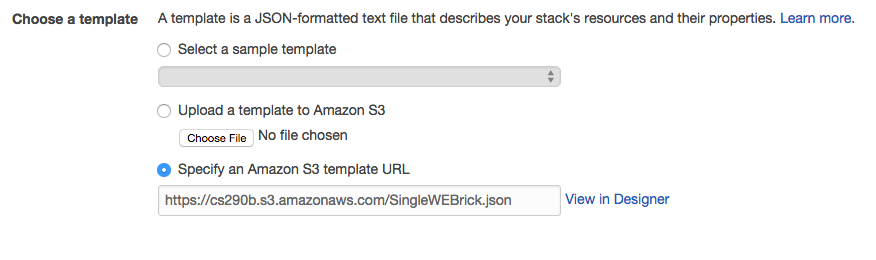 Choose a template A template is a JSON-formatted text file that describes your stack's resources and their properties. Learn more.
Select a sample template
Upload a template to Amazon S3
Choose File No file chosen
Specify an Amazon S3 template URL
https://cs290b.s3.amazonaws.com/SingleWEBrick.json View in Designer